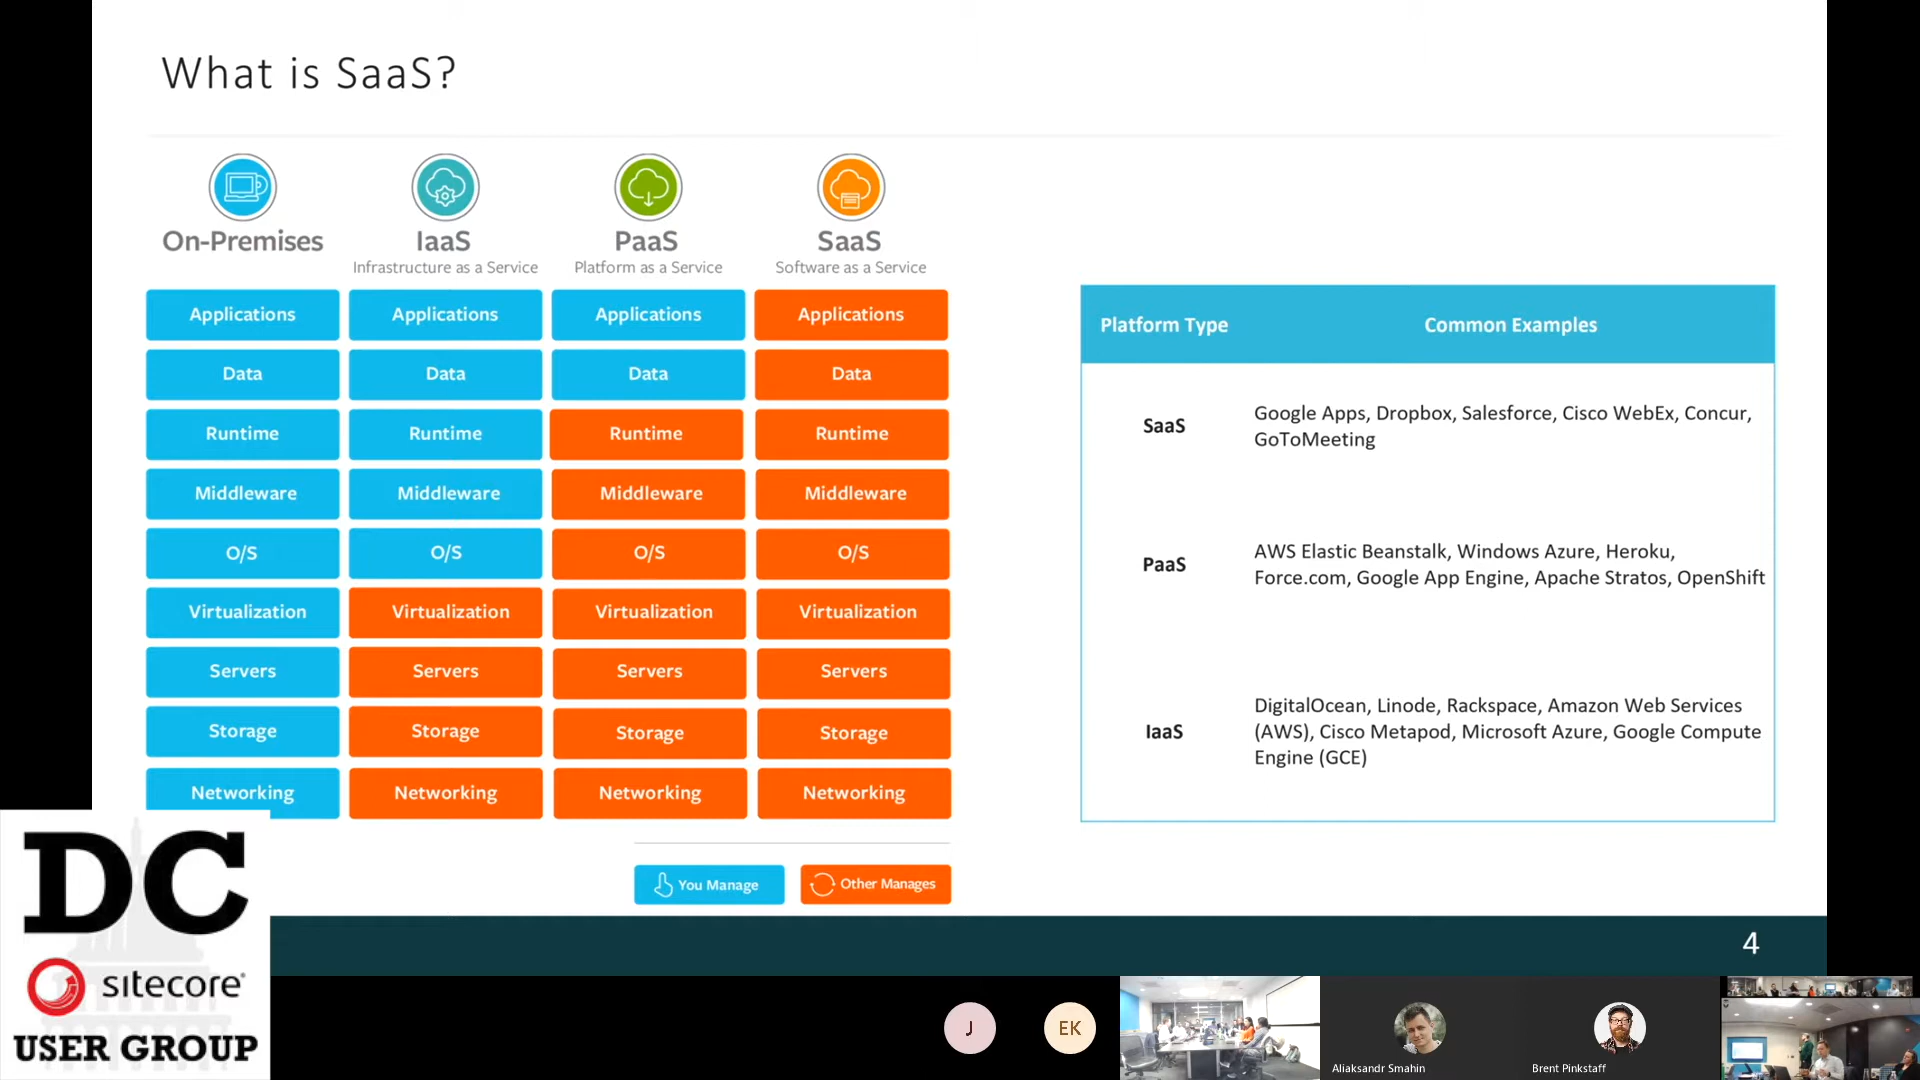 What is SaaS?
On-Premises
IaaS
Infrastructure as a Service
PaaS
Platform as a Service
SaaS
Software as a Service
Applications Applications Applications Applications
Data Data Data Data
Runtime Runtime Runtime Runtime
Middleware Middleware Middleware Middleware
O/S O/S O/S O/S
Virtualization Virtualization Virtualization Virtualization
Servers Servers Servers Servers
Storage Storage Storage Storage
Networking Networking Networking Networking
You Manage Other Manages
Platform Type Common Examples
SaaS
Google Apps, Dropbox, Salesforce, Cisco WebEx, Concur,
GoToMeeting
PaaS
AWS Elastic Beanstalk, Windows Azure, Heroku,
Force.com, Google App Engine, Apache Stratos, OpenShift
IaaS
DigitalOcean, Linode, Rackspace, Amazon Web Services
(AWS), Cisco Metapod, Microsoft Azure, Google Compute
Engine (GCE)
4
DC
sitecore
USER GROUP
J
EK
Aliaksandr Smahin
Brent Pinkstaff